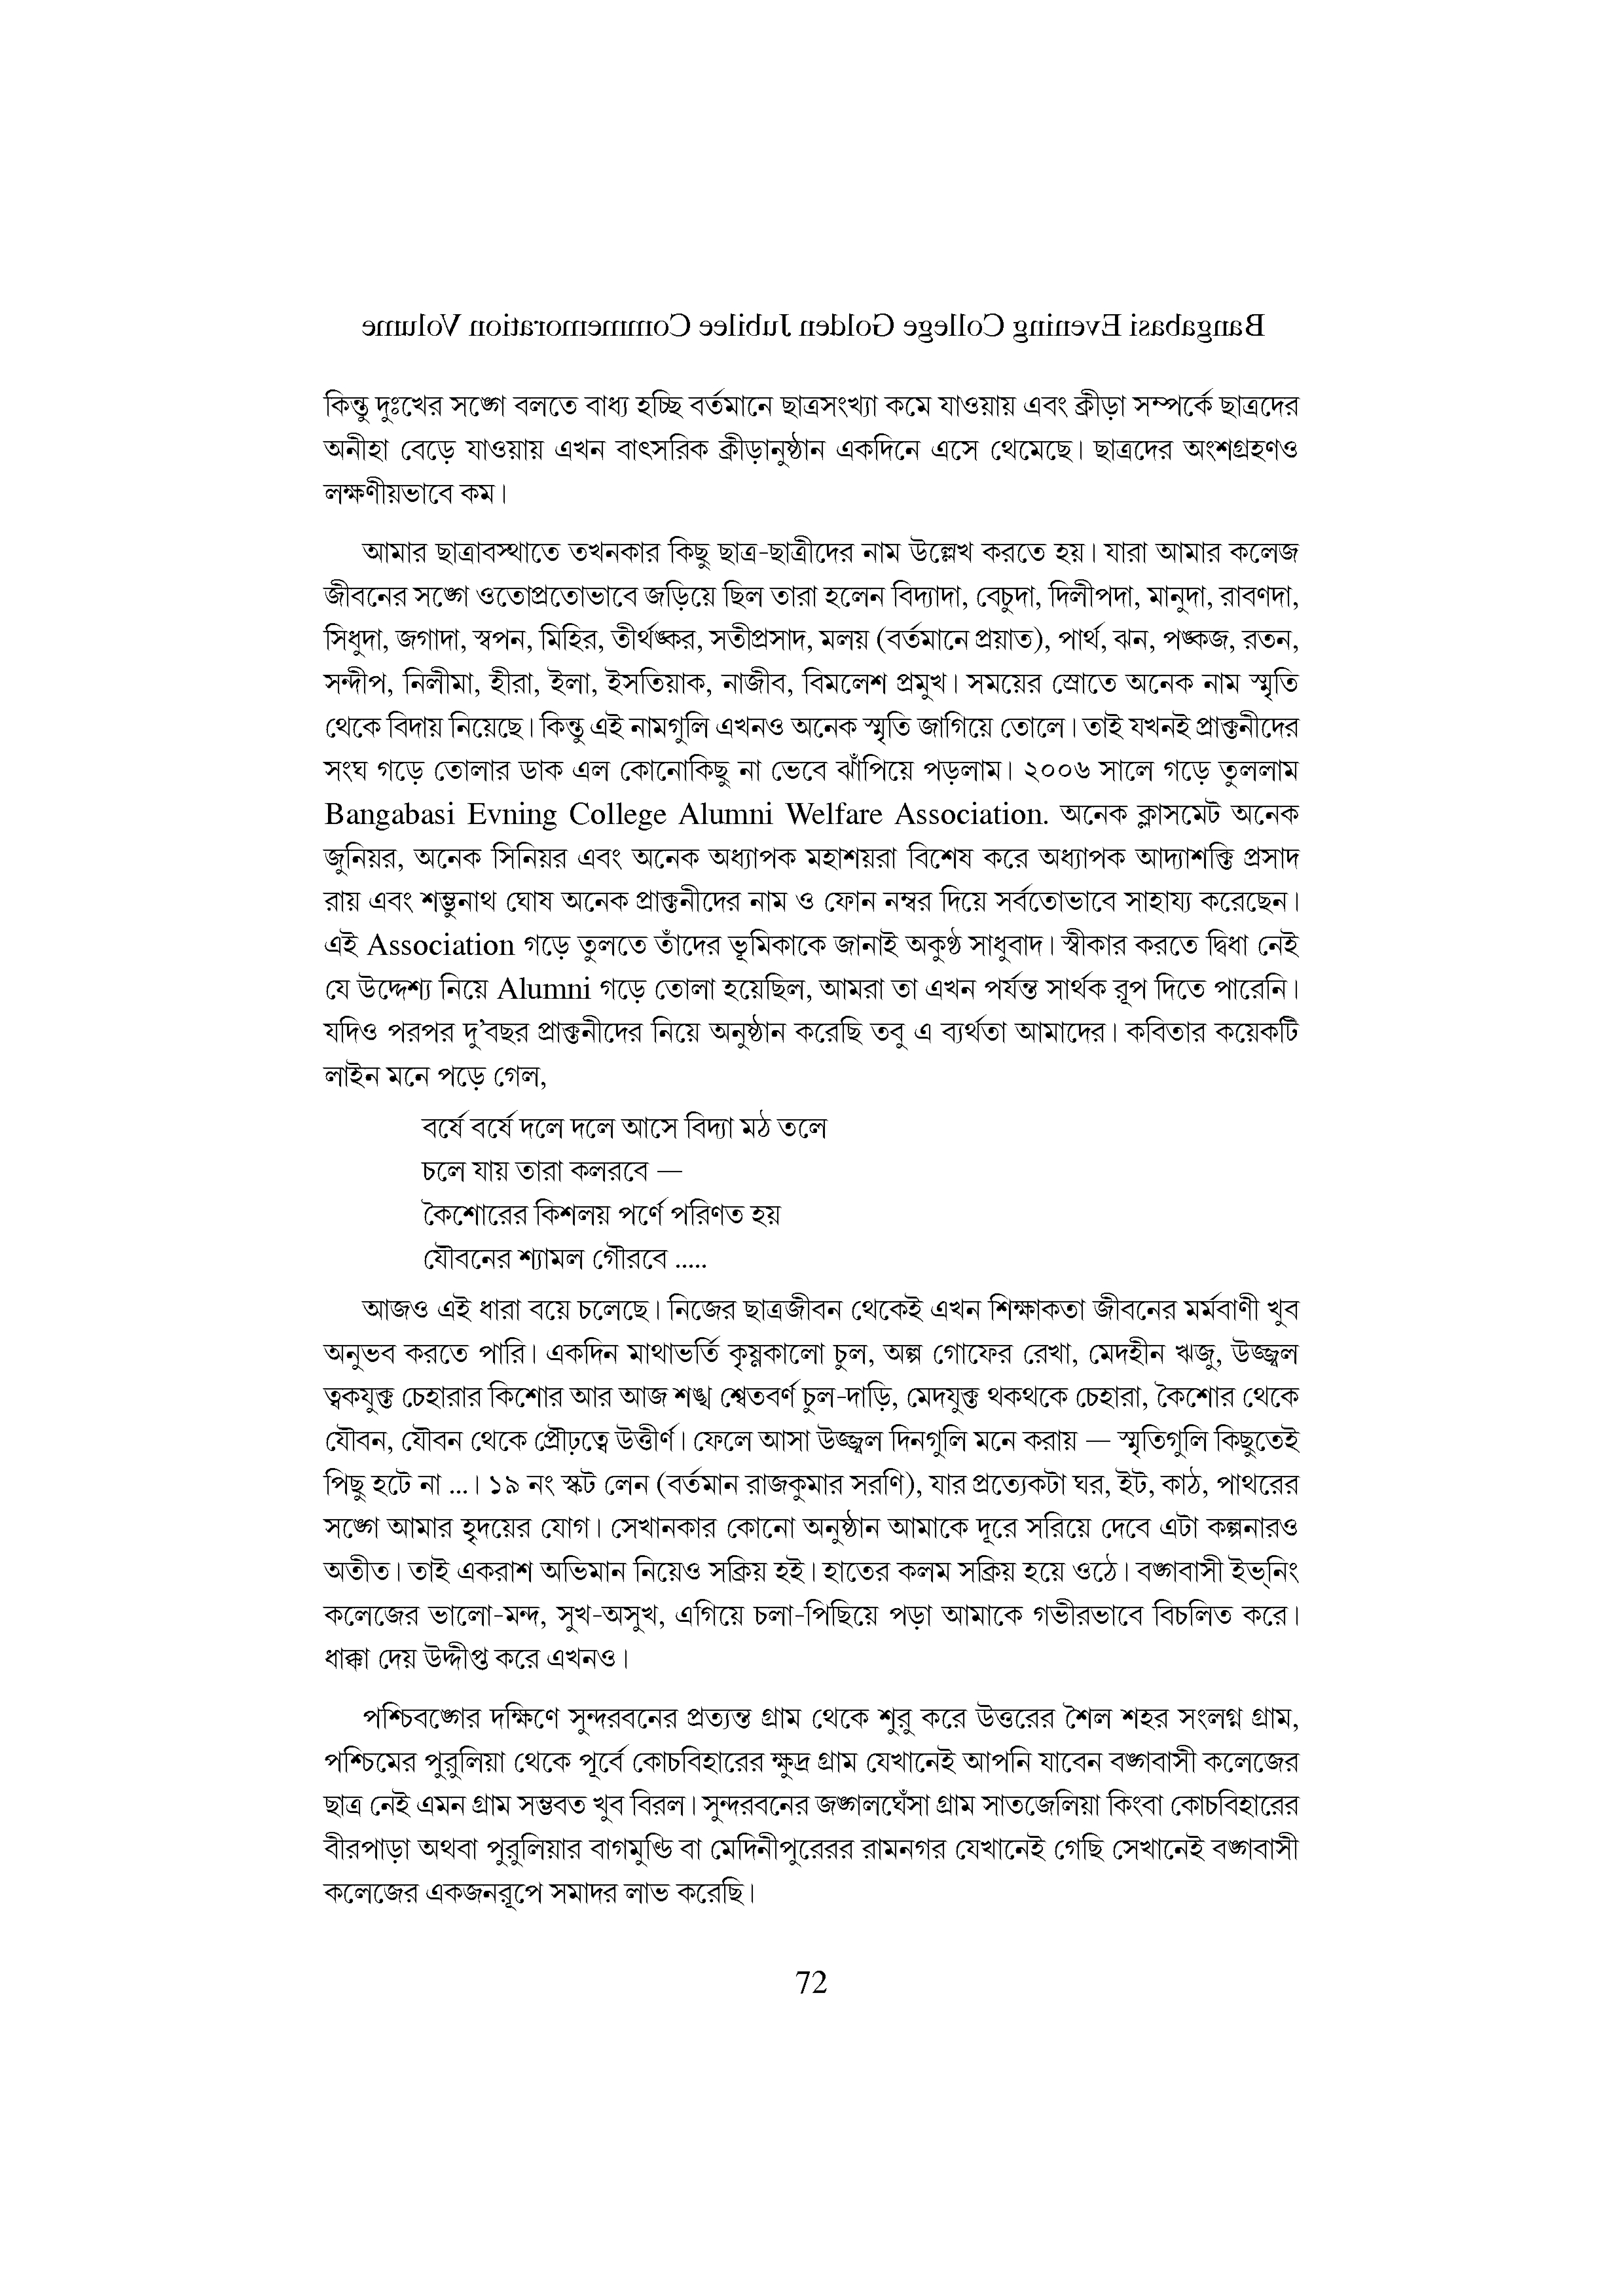 Bangabasi Evening College Golden Jubilee Commemoration Volume
কিন্তু দুঃখের সঙ্গে বলতে বাধ্য হচ্ছি বর্তমানে ছাত্রসংখ্যা কমে যাওয়ায় এবং ক্রীড়া সম্পর্কে ছাত্রদের
অনীহা বেড়ে যাওয়ায় এখন বাৎসরিক ক্রীড়ানুষ্ঠান একদিনে এসে থেমেছে। ছাত্রদের অংশগ্রহণও
লক্ষণীয়ভাবে কম।
আমার ছাত্রাবস্থাতে তখনকার কিছু ছাত্র-ছাত্রীদের নাম উল্লেখ করতে হয়। যারা আমার কলেজ
জীবনের সঙ্গে ওতোপ্রতোভাবে জড়িয়ে ছিল তারা হলেন বিদ্যাদা, বেচুদা, দিলীপদা, মানুদা, রাবণদা,
সিধুদা, জগাদা, স্বপন, মিহির, তীর্থঙ্কর, সতীপ্রসাদ, মলয় (বর্তমানে প্রয়াত), পার্থ, ঝন, পঙ্কজ, রতন,
সন্দীপ, নিলীমা, হীরা, ইলা, ইসতিয়াক, নাজীব, বিমলেশ প্রমুখ। সময়ের স্রোতে অনেক নাম স্মৃতি
থেকে বিদায় নিয়েছে। কিন্তু এই নামগুলি এখনও অনেক স্মৃতি জাগিয়ে তোলে। তাই যখনই প্রাক্তনীদের
সংঘ গড়ে তোলার ডাক এল কোনোকিছু না ভেবে ঝাঁপিয়ে পড়লাম। ২০০৬ সালে গড়ে তুললাম
Bangabasi Evning College Alumni Welfare Association. অনেক ক্লাসমেট অনেক
জুনিয়র, অনেক সিনিয়র এবং অনেক অধ্যাপক মহাশয়রা বিশেষ করে অধ্যাপক আদ্যাশক্তি প্রসাদ
রায় এবং শম্ভুনাথ ঘোষ অনেক প্রাক্তনীদের নাম ও ফোন নম্বর দিয়ে সর্বতোভাবে সাহায্য করেছেন।
এই Association গড়ে তুলতে তাঁদের ভূমিকাকে জানাই অকুণ্ঠ সাধুবাদ। স্বীকার করতে দ্বিধা নেই
যে উদ্দেশ্য নিয়ে Alumni গড়ে তোলা হয়েছিল, আমরা তা এখন পর্যন্ত সার্থক রূপ দিতে পারেনি।
যদিও পরপর দু'বছর প্রাক্তনীদের নিয়ে অনুষ্ঠান করেছি তবু এ ব্যর্থতা আমাদের। কবিতার কয়েকটি
লাইন মনে পড়ে গেল,
বর্ষে বর্ষে দলে দলে আসে বিদ্যা মঠ তলে
চলে যায় তারা কলরবে —
কৈশোরের কিশলয় পর্ণে পরিণত হয়
যৌবনের শ্যামল গৌরবে .....
আজও এই ধারা বয়ে চলেছে। নিজের ছাত্রজীবন থেকেই এখন শিক্ষাকতা জীবনের মর্মবাণী খুব
অনুভব করতে পারি। একদিন মাথাভর্তি কৃষ্ণকালো চুল, অল্প গোফের রেখা, মেদহীন ঋজু, উজ্জ্বল
ত্বকযুক্ত চেহারার কিশোর আর আজ শঙ্খ শ্বেতবর্ণ চুল-দাড়ি, মেদযুক্ত থকথকে চেহারা, কৈশোর থেকে
যৌবন, যৌবন থেকে প্রৌঢ়ত্বে উত্তীর্ণ। ফেলে আসা উজ্জ্বল দিনগুলি মনে করায় — স্মৃতিগুলি কিছুতেই
পিছু হটে না ...। ১৯ নং স্কট লেন (বর্তমান রাজকুমার সরণি), যার প্রত্যেকটা ঘর, ইট, কাঠ, পাথরের
সঙ্গে আমার হৃদয়ের যোগ। সেখানকার কোনো অনুষ্ঠান আমাকে দূরে সরিয়ে দেবে এটা কল্পনারও
অতীত। তাই একরাশ অভিমান নিয়েও সক্রিয় হই। হাতের কলম সক্রিয় হয়ে ওঠে। বঙ্গবাসী ইভ্‌নিং
কলেজের ভালো-মন্দ, সুখ-অসুখ, এগিয়ে চলা-পিছিয়ে পড়া আমাকে গভীরভাবে বিচলিত করে।
ধাক্কা দেয় উদ্দীপ্ত করে এখনও।
পশ্চিবঙ্গের দক্ষিণে সুন্দরবনের প্রত্যন্ত গ্রাম থেকে শুরু করে উত্তরের শৈল শহর সংলগ্ন গ্রাম,
পশ্চিমের পুরুলিয়া থেকে পূর্বে কোচবিহারের ক্ষুদ্র গ্রাম যেখানেই আপনি যাবেন বঙ্গবাসী কলেজের
ছাত্র নেই এমন গ্রাম সম্ভবত খুব বিরল। সুন্দরবনের জঙ্গলঘেঁসা গ্রাম সাতজেলিয়া কিংবা কোচবিহারের
বীরপাড়া অথবা পুরুলিয়ার বাগমুণ্ডি বা মেদিনীপুরেরর রামনগর যেখানেই গেছি সেখানেই বঙ্গবাসী
কলেজের একজনরূপে সমাদর লাভ করেছি।
72